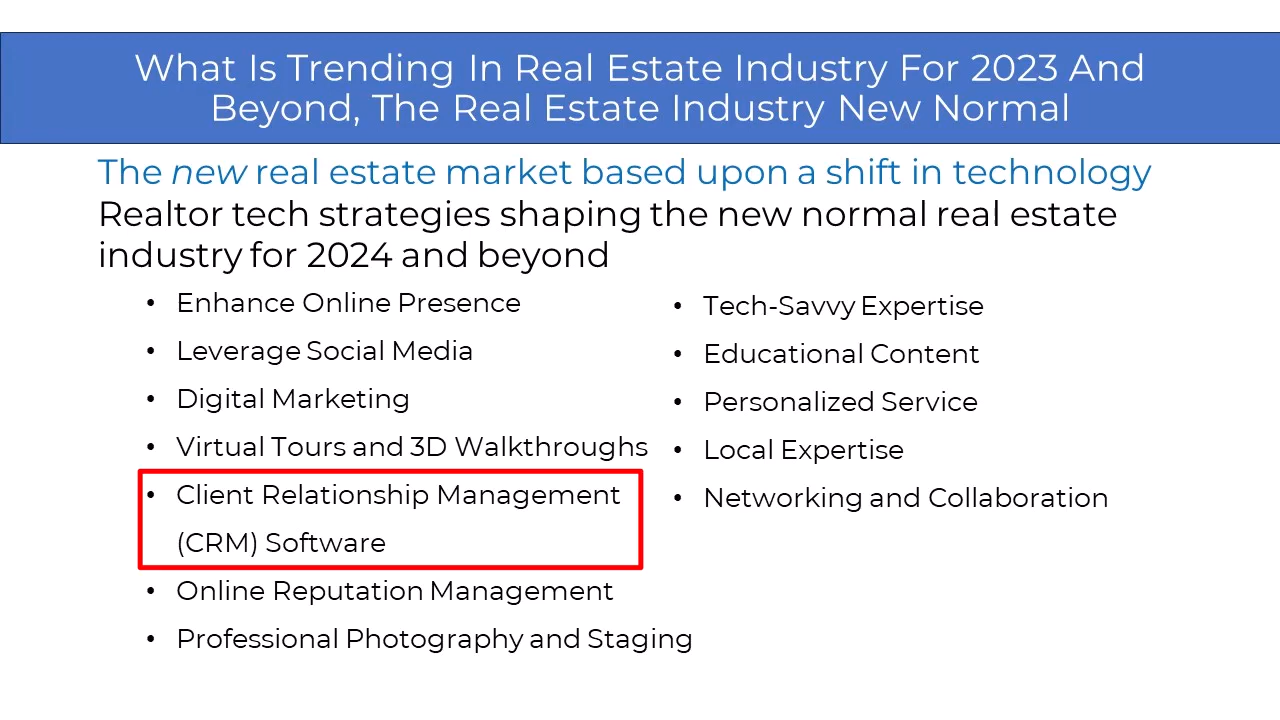 What Is Trending In Real Estate Industry For 2023 And
Beyond, The Real Estate Industry New Normal
The new real estate market based upon a shift in technology
Realtor tech strategies shaping the new normal real estate
industry for 2024 and beyond
• Enhance Online Presence
• Leverage Social Media
• Digital Marketing
• Virtual Tours and 3D Walkthroughs
• Client Relationship Management
(CRM) Software
• Online Reputation Management
• Professional Photography and Staging
• Tech-Savvy Expertise
• Educational Content
• Personalized Service
• Local Expertise
• Networking and Collaboration